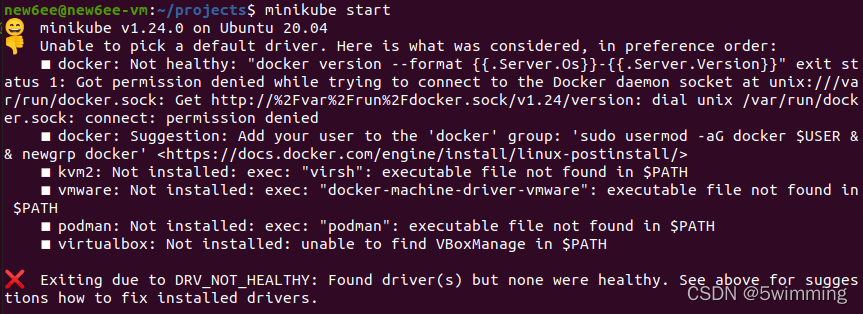 new6ee@new6ee-vm:~/projects$ minikube start
😄  minikube v1.24.0 on Ubuntu 20.04
👎  Unable to pick a default driver. Here is what was considered, in preference order:
    ■ docker: Not healthy: "docker version --format {{.Server.Os}}-{{.Server.Version}}" exit st
atus 1: Got permission denied while trying to connect to the Docker daemon socket at unix:///va
r/run/docker.sock: Get http://%2Fvar%2Frun%2Fdocker.sock/v1.24/version: dial unix /var/run/dock
er.sock: connect: permission denied
    ■ docker: Suggestion: Add your user to the 'docker' group: 'sudo usermod -aG docker $USER &
& newgrp docker' <https://docs.docker.com/engine/install/linux-postinstall/>
    ■ kvm2: Not installed: exec: "virsh": executable file not found in $PATH
    ■ vmware: Not installed: exec: "docker-machine-driver-vmware": executable file not found in
 $PATH
    ■ podman: Not installed: exec: "podman": executable file not found in $PATH
    ■ virtualbox: Not installed: unable to find VBoxManage in $PATH

❌  Exiting due to DRV_NOT_HEALTHY: Found driver(s) but none were healthy. See above for sugges
tions how to fix installed drivers.
CSDN @5wimming